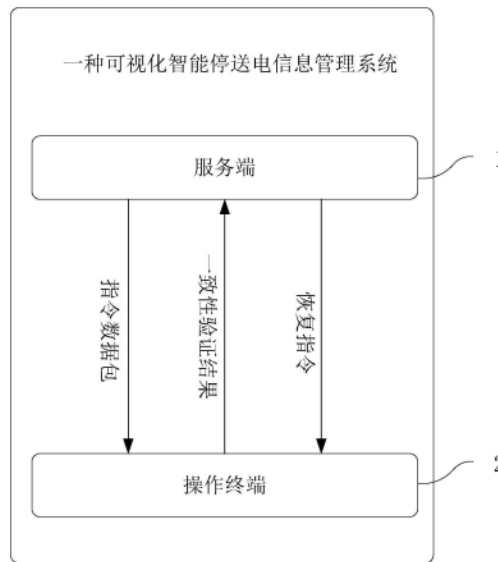 一种可视化智能停送电信息管理系统
服务端
1
指令数据包
一致性验证结果
恢复指令
操作终端
2